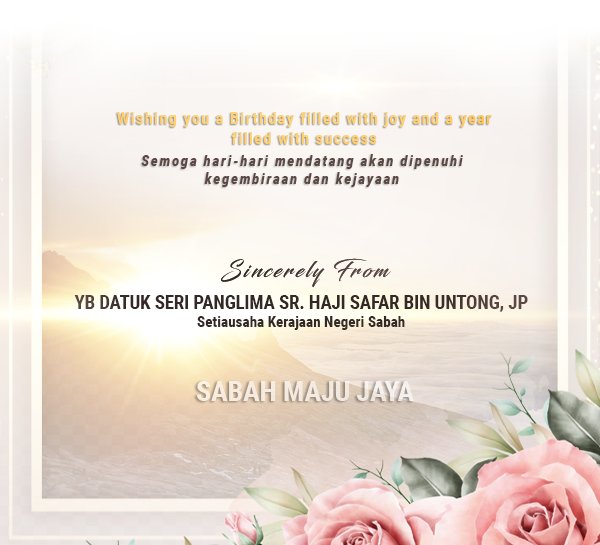 Wishing you a Birthday filled with joy and a year
filled with success
Semoga hari-hari mendatang akan dipenuhi
kegembiraan dan kejayaan
Sincerely From
YB DATUK SERI PANGLIMA SR. HAJI SAFAR BIN UNTONG, JP
Setiausaha Kerajaan Negeri Sabah
SABAH MAJU JAYA